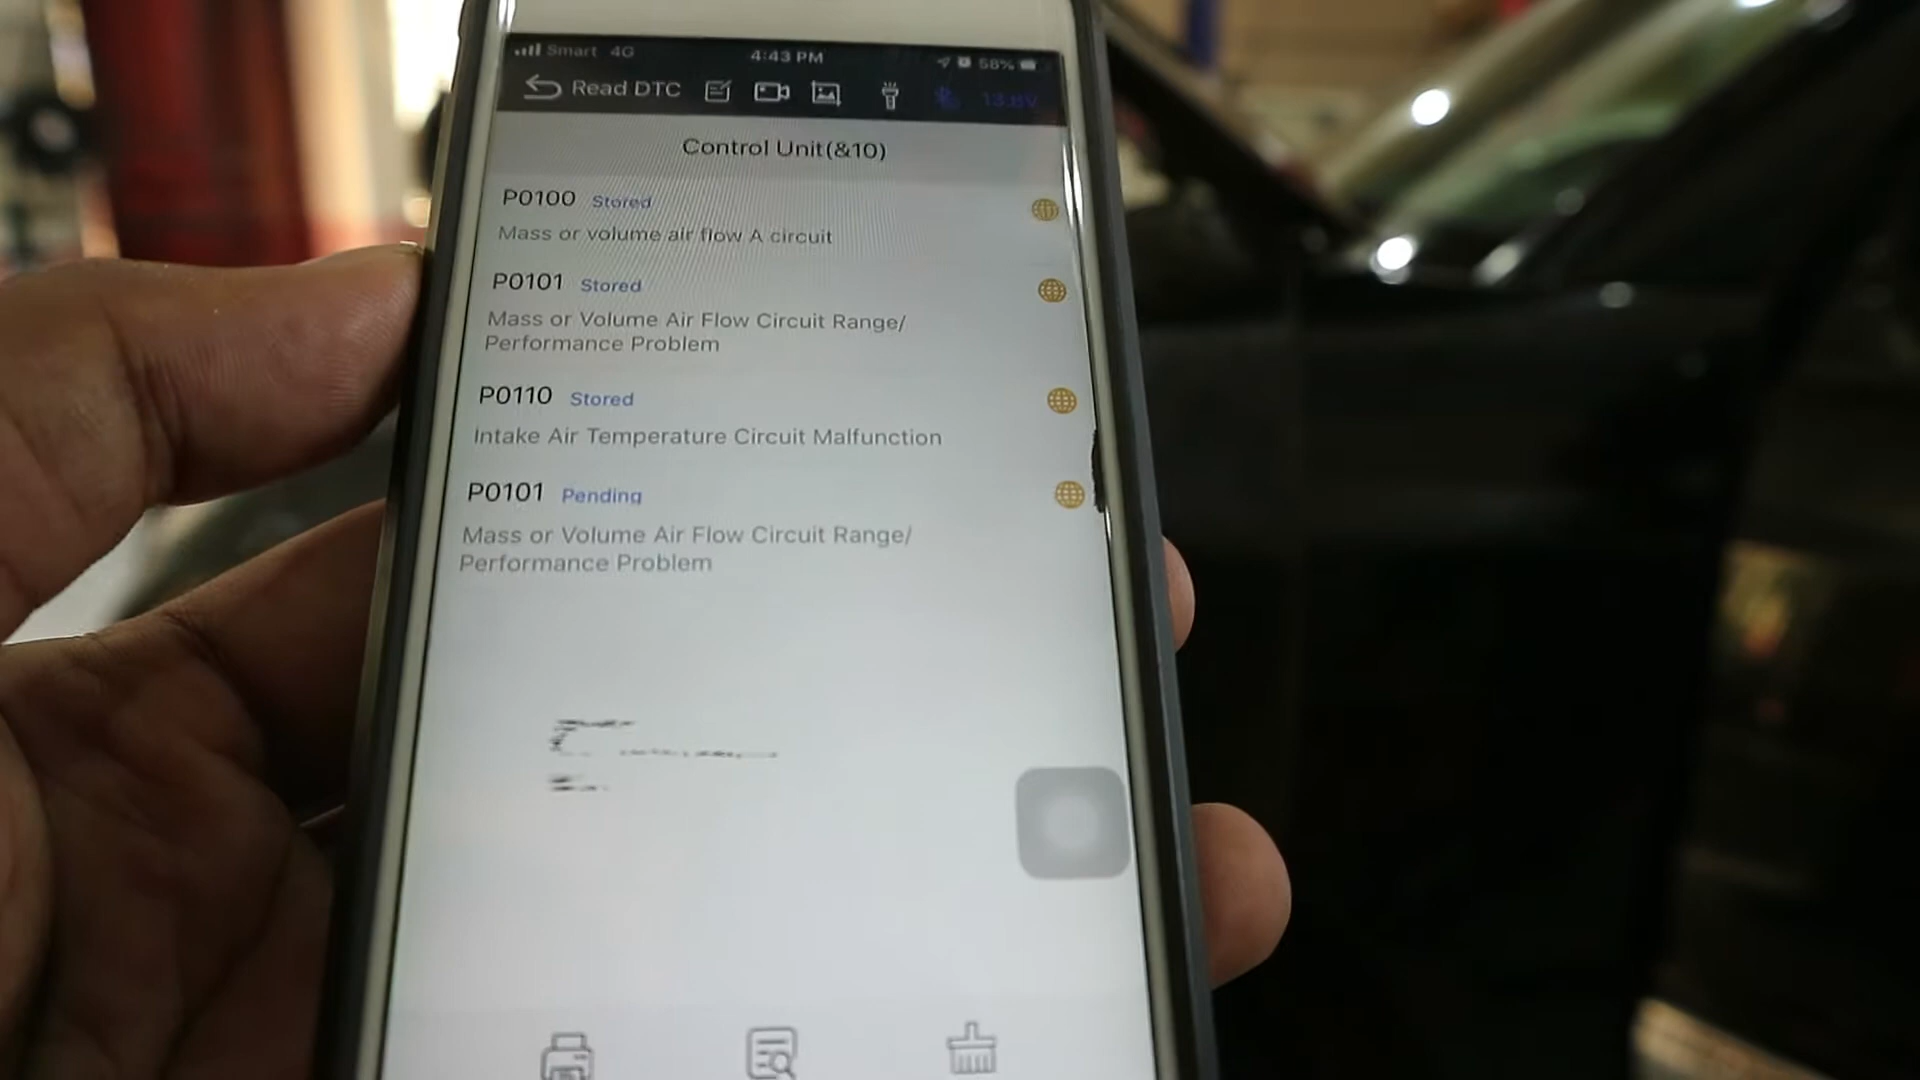 Smart 4G 4:43 PM 58%
Read DTC 13.8V
Control Unit(&10)
P0100 Stored
Mass or volume air flow A circuit
P0101 Stored
Mass or Volume Air Flow Circuit Range/
Performance Problem
P0110 Stored
Intake Air Temperature Circuit Malfunction
P0101 Pending
Mass or Volume Air Flow Circuit Range/
Performance Problem